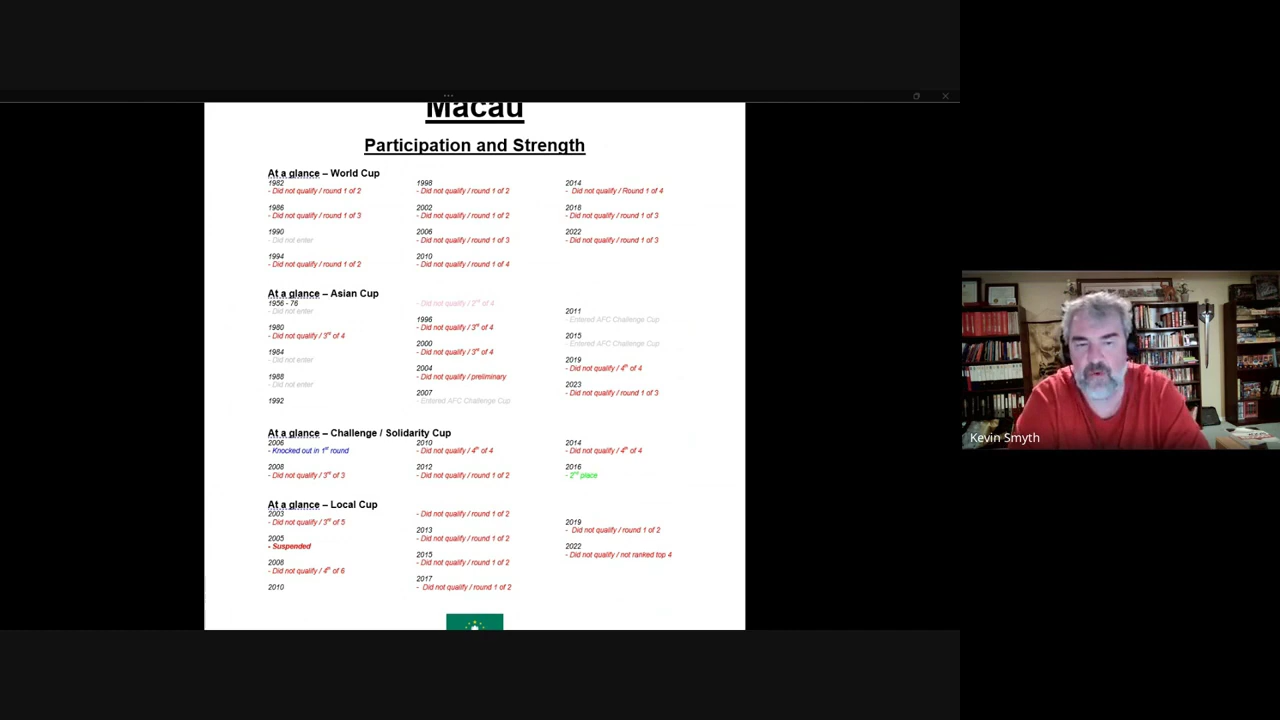 Macau
Participation and Strength
At a glance – World Cup
1982
- Did not qualify / round 1 of 2
1986
- Did not qualify / round 1 of 3
1990
- Did not enter
1994
- Did not qualify / round 1 of 2
1998
- Did not qualify / round 1 of 2
2002
- Did not qualify / round 1 of 2
2006
- Did not qualify / round 1 of 3
2010
- Did not qualify / round 1 of 4
2014
- Did not qualify / Round 1 of 4
2018
- Did not qualify / round 1 of 3
2022
- Did not qualify / round 1 of 3
At a glance – Asian Cup
1956 - 76
- Did not enter
1980
- Did not qualify / 3rd of 4
1984
- Did not enter
1988
- Did not enter
1992
- Did not qualify / 2nd of 4
1996
- Did not qualify / 3rd of 4
2000
- Did not qualify / 3rd of 4
2004
- Did not qualify / preliminary
2007
- Entered AFC Challenge Cup
2011
- Entered AFC Challenge Cup
2015
- Entered AFC Challenge Cup
2019
- Did not qualify / 4th of 4
2023
- Did not qualify / round 1 of 3
At a glance – Challenge / Solidarity Cup
2006
- Knocked out in 1st round
2008
- Did not qualify / 3rd of 3
2010
- Did not qualify / 4th of 4
2012
- Did not qualify / round 1 of 2
2014
- Did not qualify / 4th of 4
2016
- 2nd place
At a glance – Local Cup
2003
- Did not qualify / 3rd of 5
2005
- Suspended
2008
- Did not qualify / 4th of 6
2010
- Did not qualify / round 1 of 2
2013
- Did not qualify / round 1 of 2
2015
- Did not qualify / round 1 of 2
2017
- Did not qualify / round 1 of 2
2019
- Did not qualify / round 1 of 2
2022
- Did not qualify / not ranked top 4
Kevin Smyth